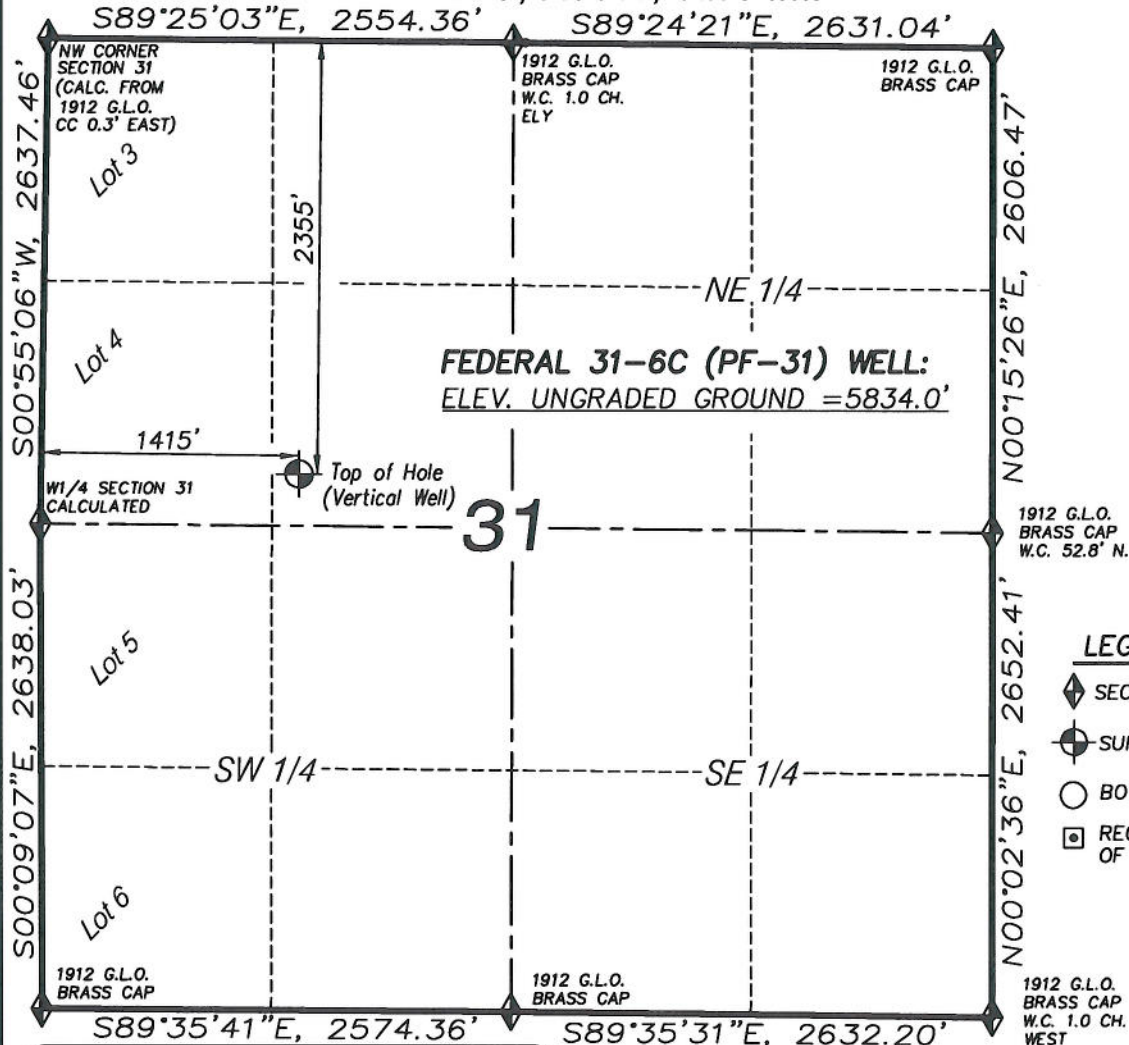 S89°25'03"E, 2554.36'
S89°24'21"E, 2631.04'
NW CORNER
SECTION 31
(CALC. FROM
1912 G.L.O.
CC 0.3' EAST)
1912 G.L.O.
BRASS CAP
W.C. 1.0 CH.
ELY
1912 G.L.O.
BRASS CAP
S00°55'06"W, 2637.46'
Lot 3
2355'
N00°15'26"E, 2606.47'
NE 1/4
Lot 4
FEDERAL 31-6C (PF-31) WELL:
ELEV. UNGRADED GROUND =5834.0'
1415'
Top of Hole
(Vertical Well)
W1/4 SECTION 31
CALCULATED
31
1912 G.L.O.
BRASS CAP
W.C. 52.8' N.
S00°09'07"E, 2638.03'
Lot 5
N00°02'36"E, 2652.41'
SW 1/4
SE 1/4
Lot 6
1912 G.L.O.
BRASS CAP
1912 G.L.O.
BRASS CAP
1912 G.L.O.
BRASS CAP
W.C. 1.0 CH.
WEST
S89°35'41"E, 2574.36'
S89°35'31"E, 2632.20'
LEG
SEC
SUR
BO
REC
OF